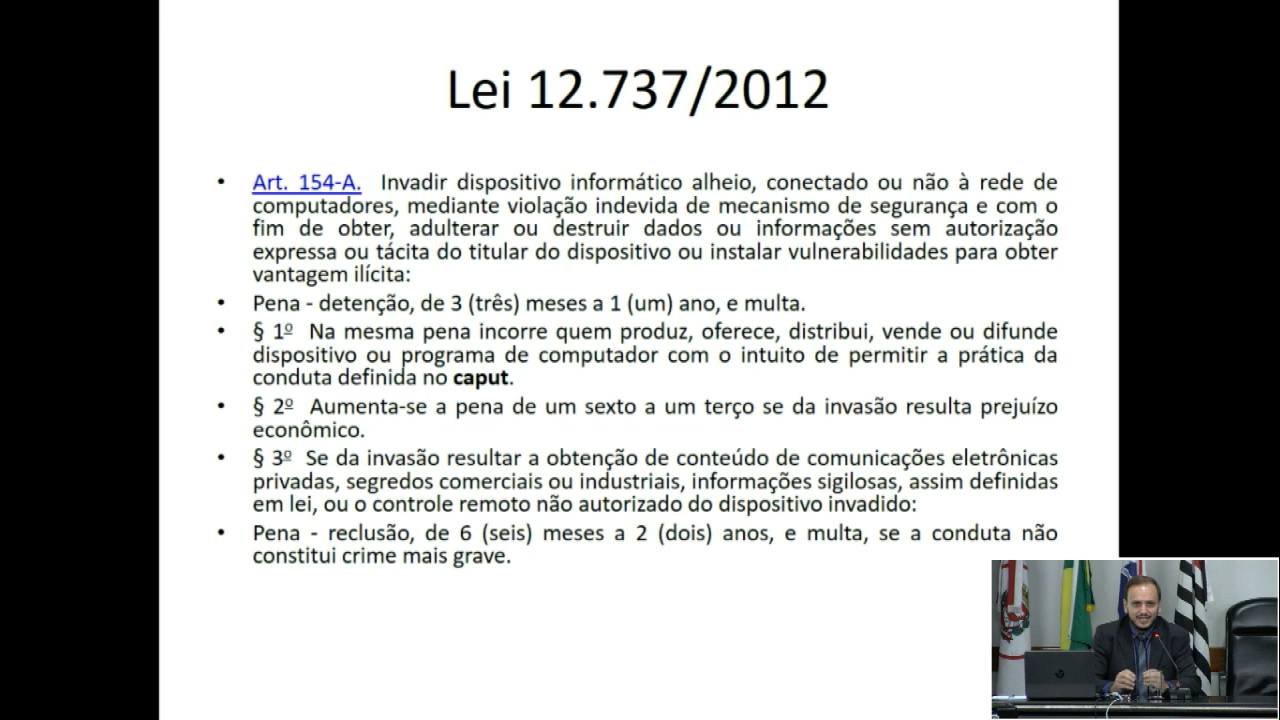 Lei 12.737/2012
• Art. 154-A.  Invadir dispositivo informático alheio, conectado ou não à rede de
computadores, mediante violação indevida de mecanismo de segurança e com o
fim de obter, adulterar ou destruir dados ou informações sem autorização
expressa ou tácita do titular do dispositivo ou instalar vulnerabilidades para obter
vantagem ilícita:
• Pena - detenção, de 3 (três) meses a 1 (um) ano, e multa.
• § 1º  Na mesma pena incorre quem produz, oferece, distribui, vende ou difunde
dispositivo ou programa de computador com o intuito de permitir a prática da
conduta definida no caput.
• § 2º  Aumenta-se a pena de um sexto a um terço se da invasão resulta prejuízo
econômico.
• § 3º  Se da invasão resultar a obtenção de conteúdo de comunicações eletrônicas
privadas, segredos comerciais ou industriais, informações sigilosas, assim definidas
em lei, ou o controle remoto não autorizado do dispositivo invadido:
• Pena - reclusão, de 6 (seis) meses a 2 (dois) anos, e multa, se a conduta não
constitui crime mais grave.